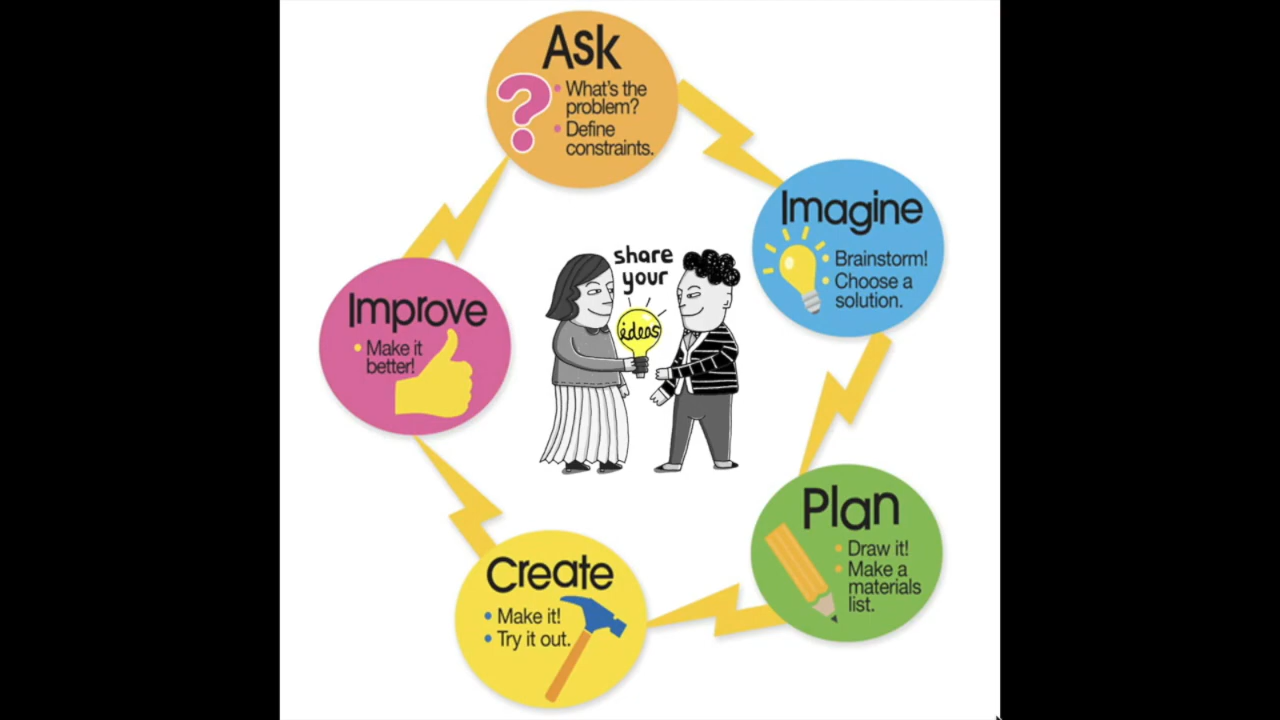 Ask
• What's the
problem?
• Define
constraints.
Imagine
• Brainstorm!
• Choose a
solution.
Plan
• Draw it!
• Make a
materials
list.
Create
• Make it!
• Try it out.
Improve
• Make it
better!
share
your
ideas